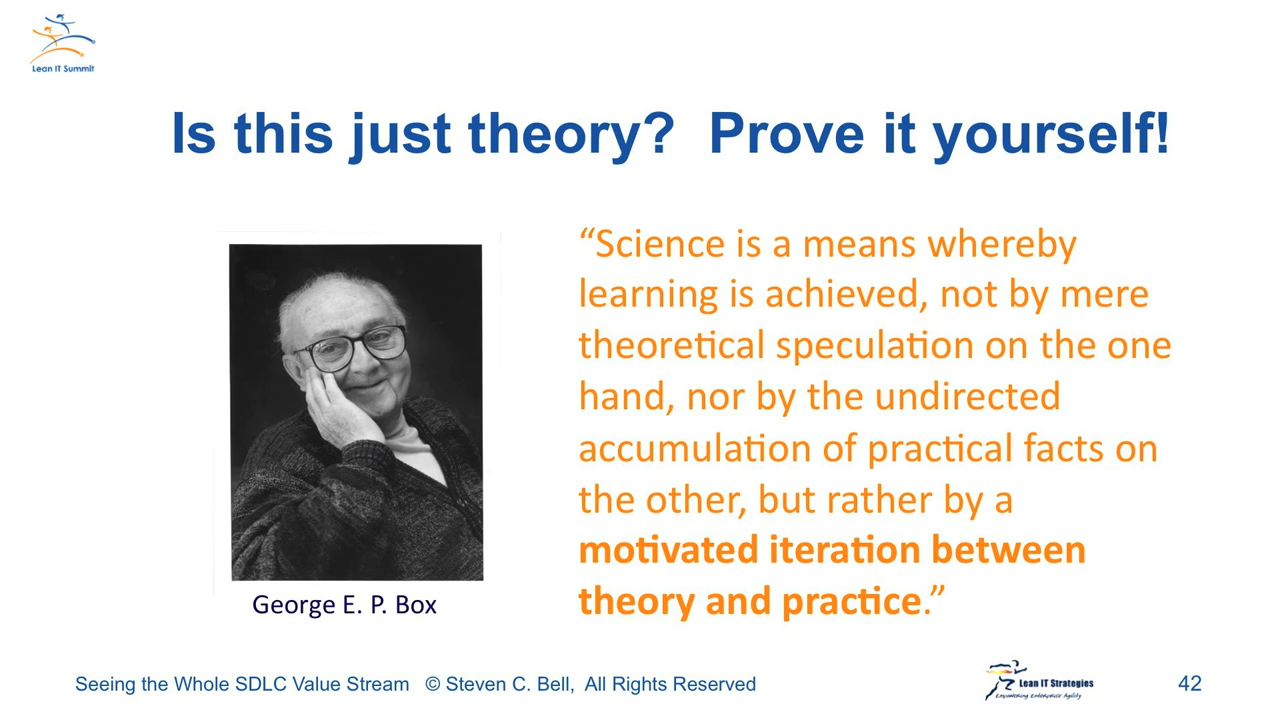 Lean IT Summit
Is this just theory?  Prove it yourself!
“Science is a means whereby
learning is achieved, not by mere
theoretical speculation on the one
hand, nor by the undirected
accumulation of practical facts on
the other, but rather by a
motivated iteration between
theory and practice.”
George E. P. Box
Seeing the Whole SDLC Value Stream   © Steven C. Bell,  All Rights Reserved
Lean IT Strategies
Empowering Enterprise Agility
42